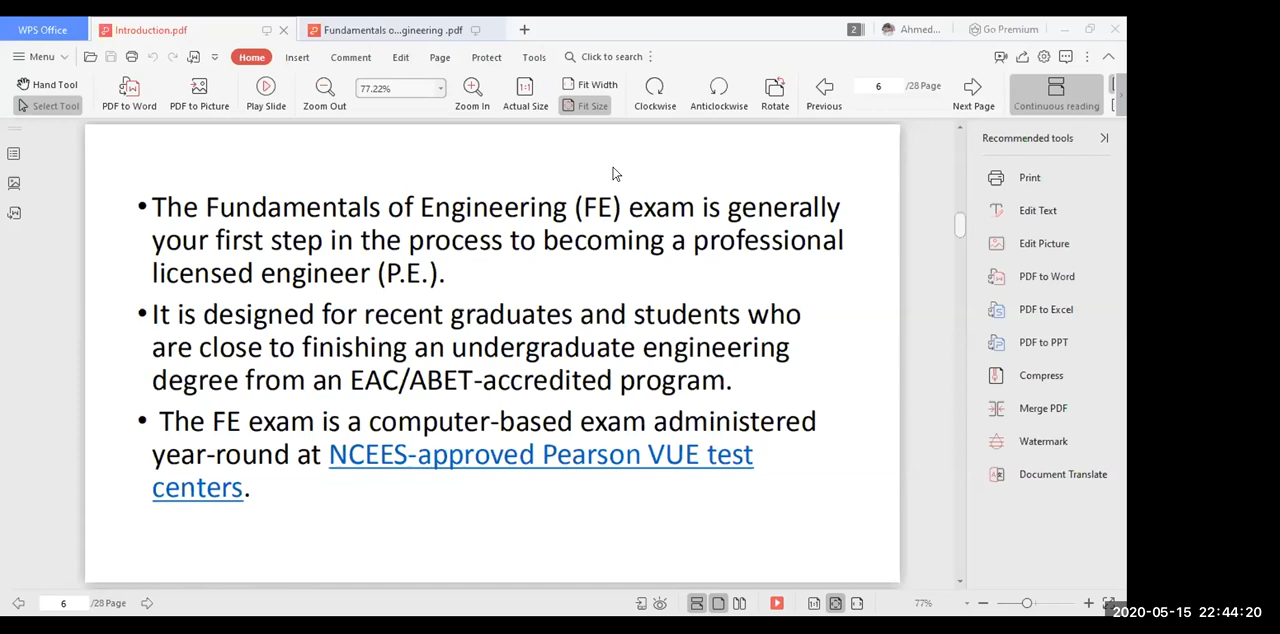 WPS Office
Introduction.pdf
Fundamentals o...gineering .pdf
2
Ahmed...
Go Premium
Menu
Home
Insert
Comment
Edit
Page
Protect
Tools
Click to search
Hand Tool
Select Tool
PDF to Word
PDF to Picture
Play Slide
Zoom Out
77.22%
Zoom In
1:1
Actual Size
Fit Width
Fit Size
Clockwise
Anticlockwise
Rotate
Previous
6
/28 Page
Next Page
Continuous reading
• The Fundamentals of Engineering (FE) exam is generally
your first step in the process to becoming a professional
licensed engineer (P.E.).
• It is designed for recent graduates and students who
are close to finishing an undergraduate engineering
degree from an EAC/ABET-accredited program.
• The FE exam is a computer-based exam administered
year-round at NCEES-approved Pearson VUE test
centers.
Recommended tools
Print
Edit Text
Edit Picture
PDF to Word
PDF to Excel
PDF to PPT
Compress
Merge PDF
Watermark
Document Translate
6
/28 Page
77%
2020-05-15 22:44:20